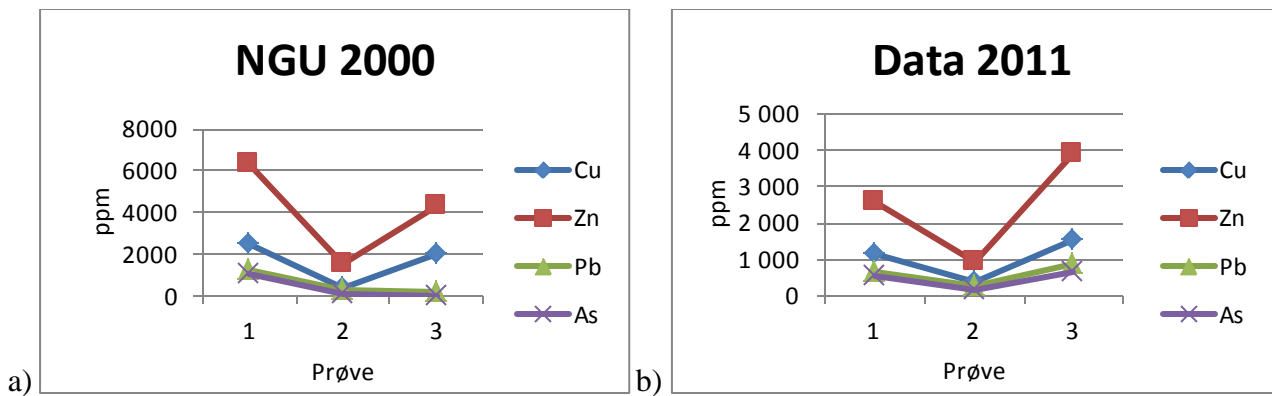 NGU 2000
8000
6000
4000
2000
0
ppm
1 2 3
Prøve
Cu
Zn
Pb
As
a)
Data 2011
5 000
4 000
3 000
2 000
1 000
0
ppm
1 2 3
Prøve
Cu
Zn
Pb
As
b)